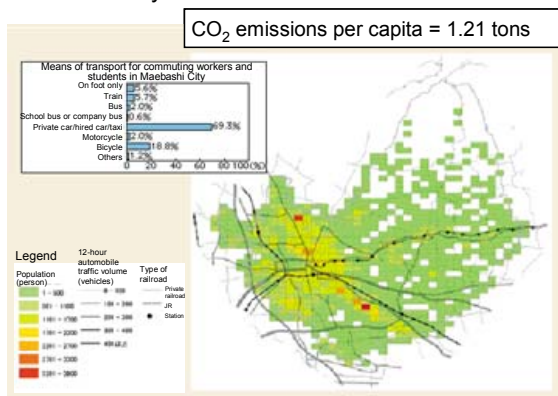 CO2 emissions per capita = 1.21 tons
Means of transport for commuting workers and
students in Maebashi City
On foot only 5.6%
Train 5.7%
Bus 2.0%
School bus or company bus 0.6%
Private car/hired car/taxi 69.3%
Motorcycle 2.0%
Bicycle 18.8%
Others 1.2%
0 20 40 60 80 100(%)
Legend
Population
(person)
12-hour
automobile
traffic volume
(vehicles)
Type of
railroad
Private
railroad
JR
Station